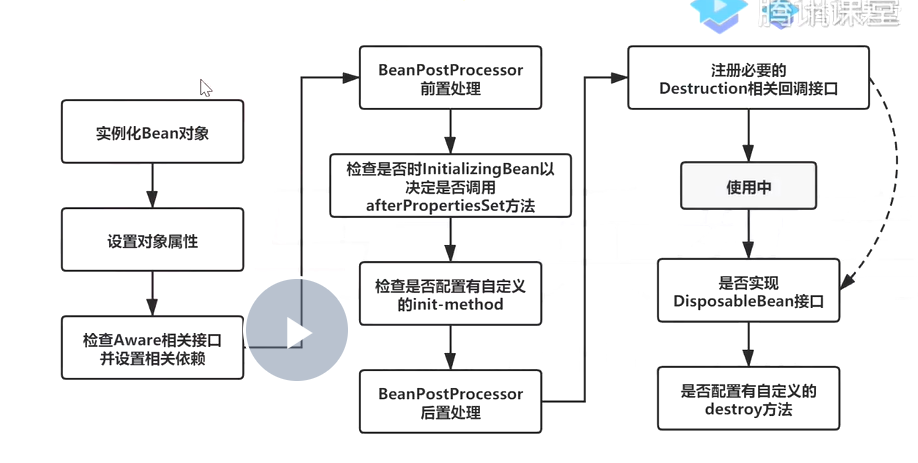 腾讯课堂
实例化Bean对象
设置对象属性
检查Aware相关接口
并设置相关依赖
BeanPostProcessor
前置处理
检查是否时InitializingBean以
决定是否调用
afterPropertiesSet方法
检查是否配置有自定义
的init-method
BeanPostProcessor
后置处理
注册必要的
Destruction相关回调接口
使用中
是否实现
DisposableBean接口
是否配置有自定义的
destroy方法